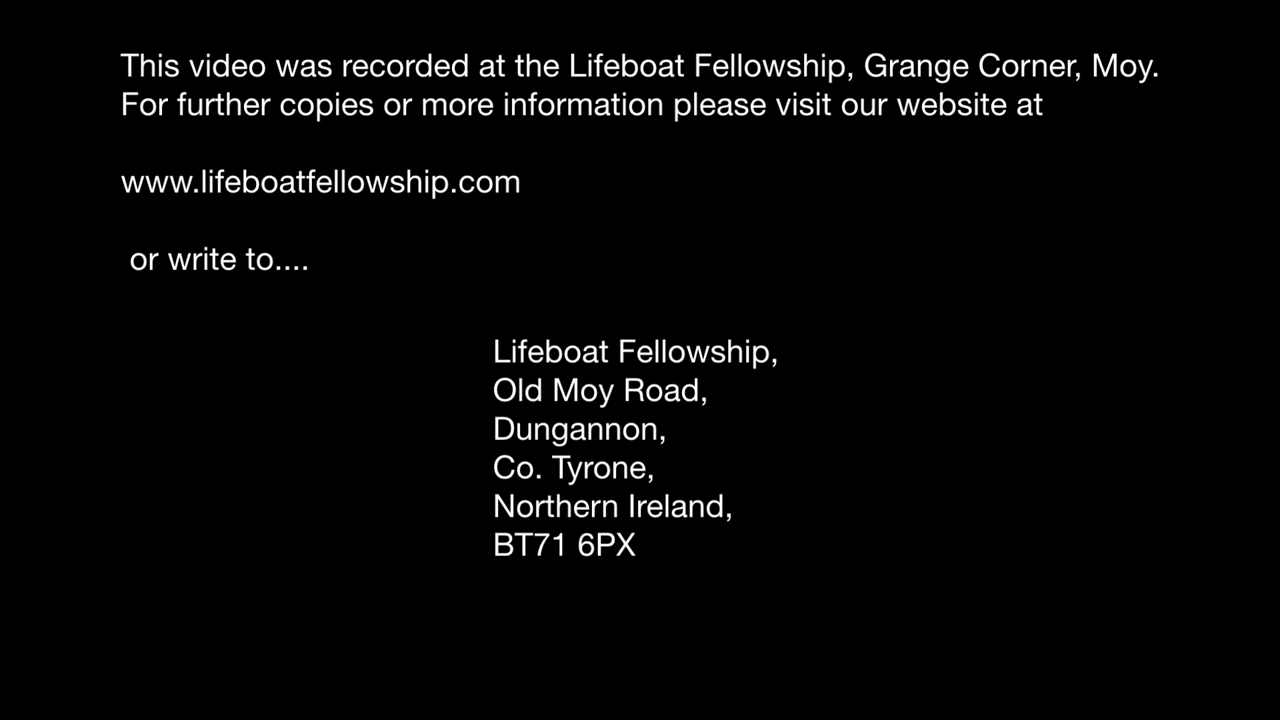 This video was recorded at the Lifeboat Fellowship, Grange Corner, Moy.
For further copies or more information please visit our website at
www.lifeboatfellowship.com
or write to....
Lifeboat Fellowship,
Old Moy Road,
Dungannon,
Co. Tyrone,
Northern Ireland,
BT71 6PX